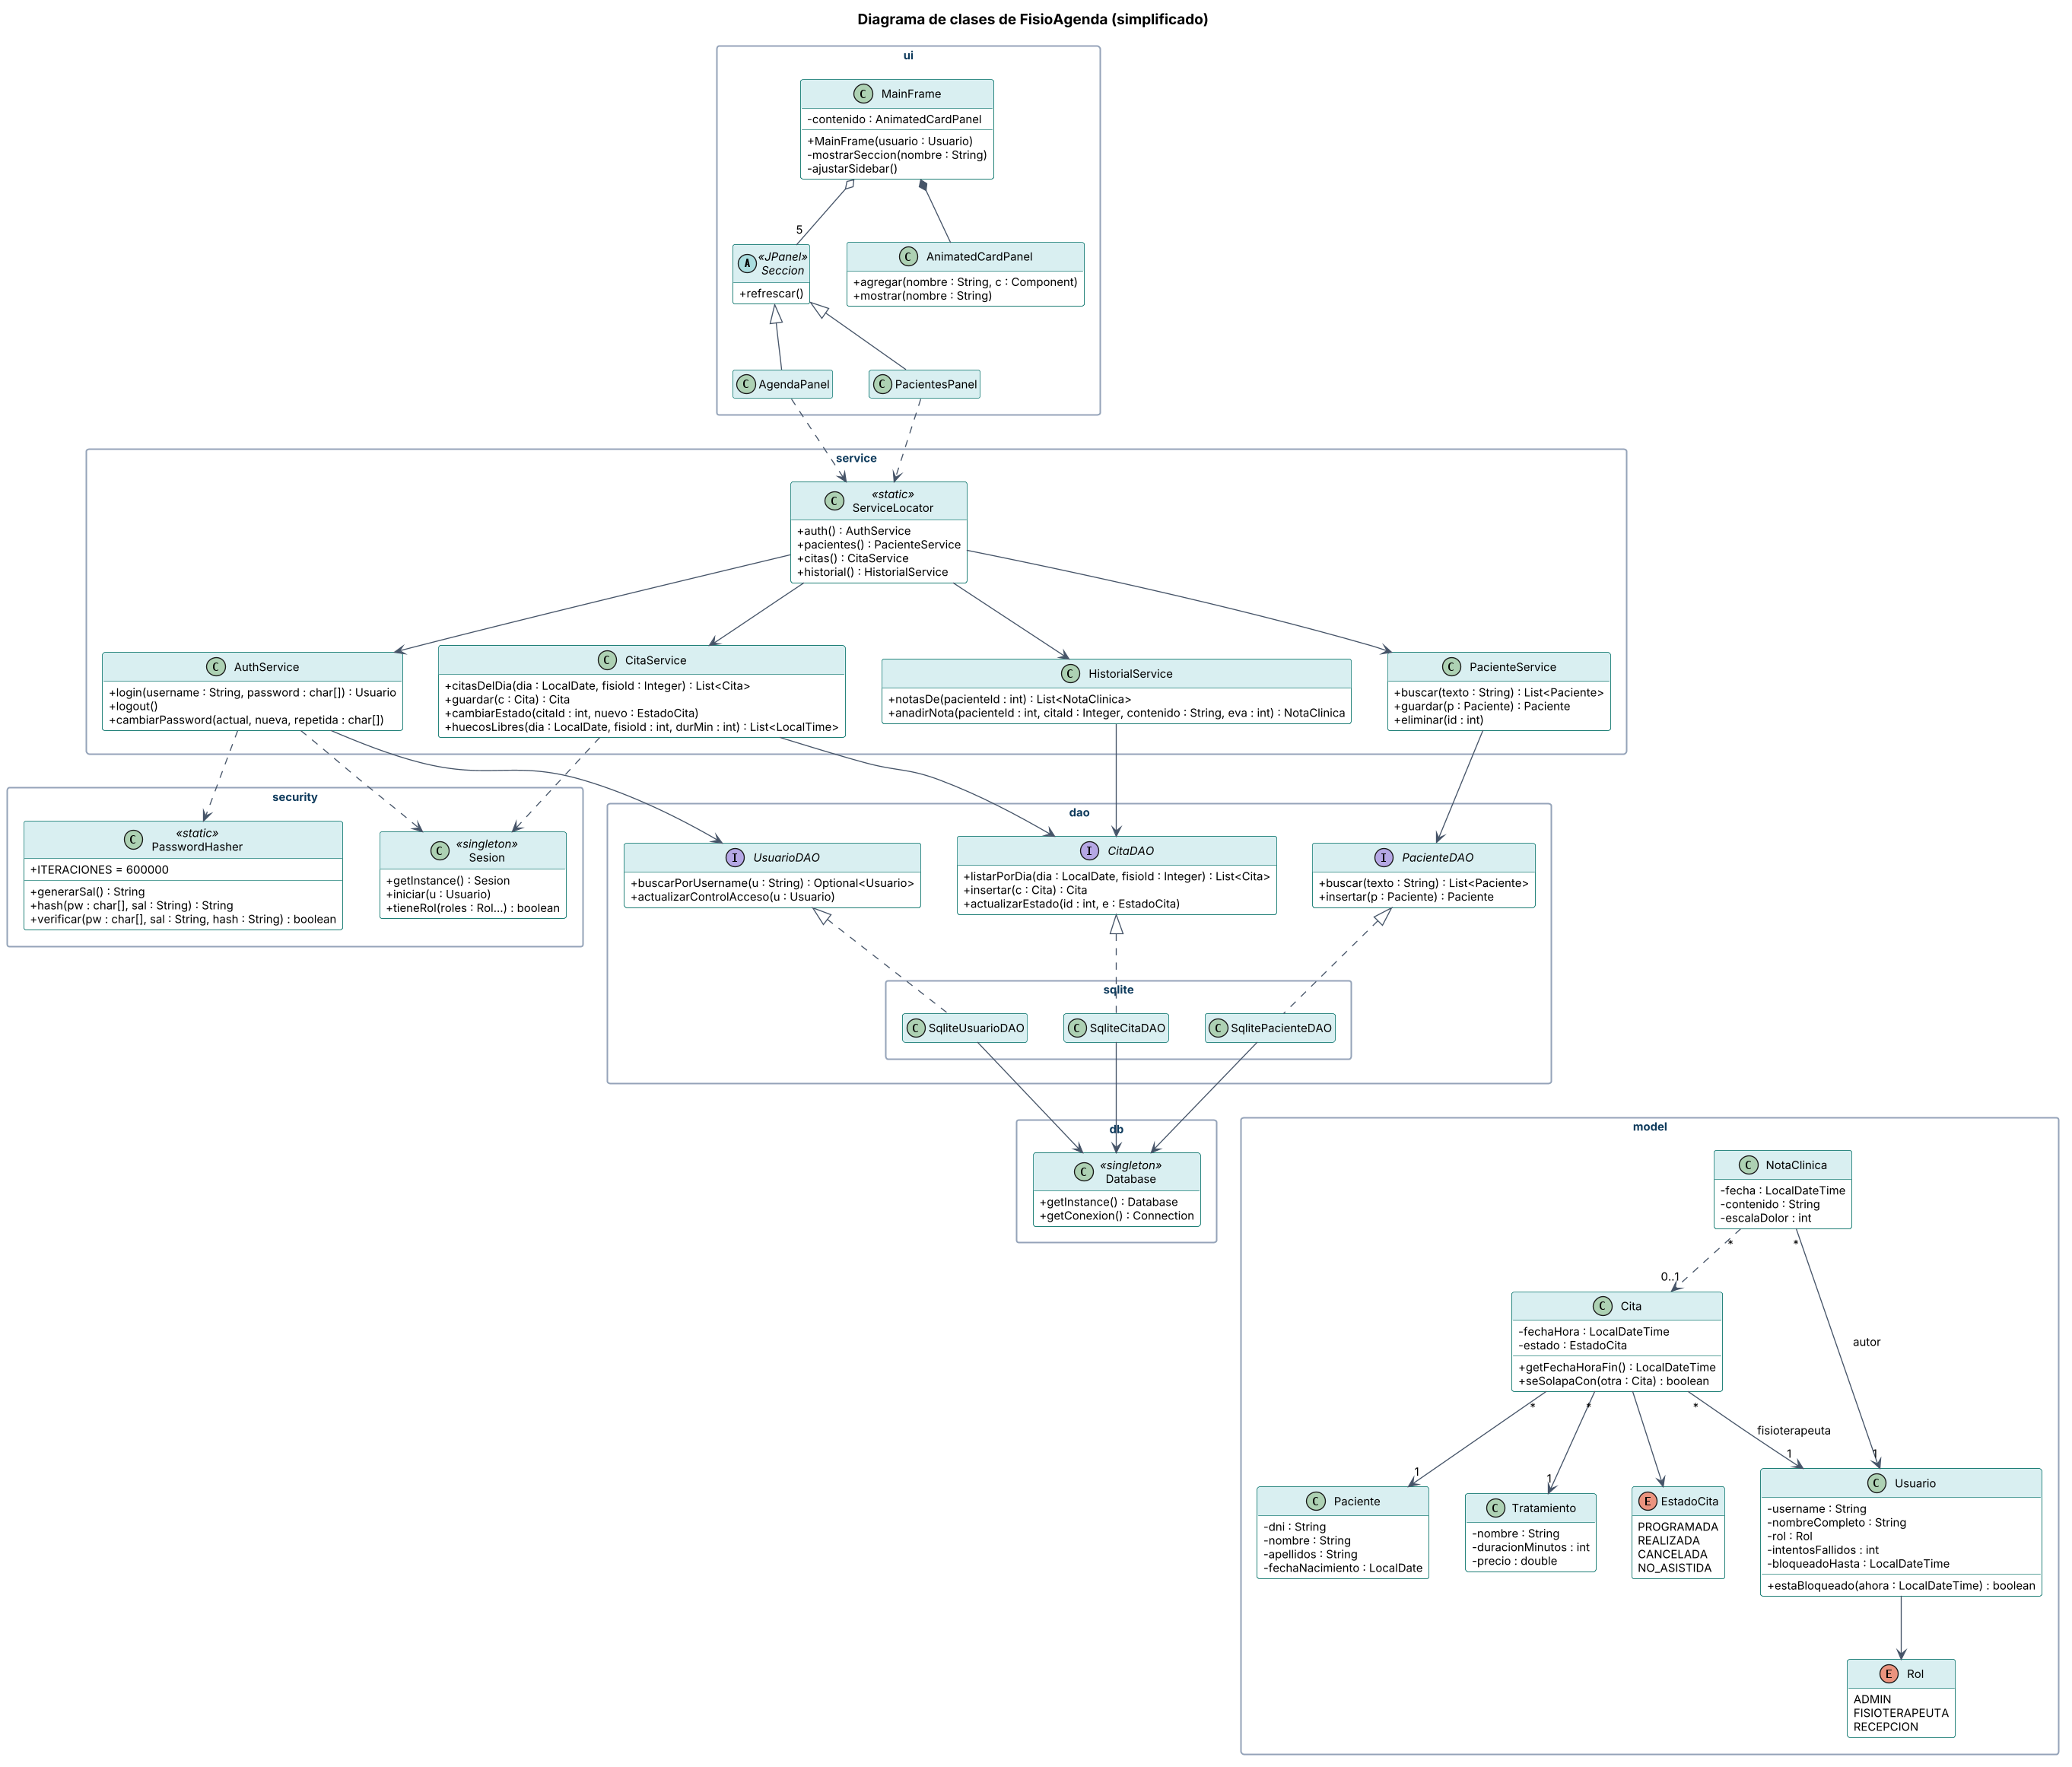 Diagrama de clases de FisioAgenda (simplificado)
ui
C MainFrame
-contenido : AnimatedCardPanel
+MainFrame(usuario : Usuario)
-mostrarSeccion(nombre : String)
-ajustarSidebar()
5
A «JPanel»
Seccion
+refrescar()
C AnimatedCardPanel
+agregar(nombre : String, c : Component)
+mostrar(nombre : String)
C AgendaPanel
C PacientesPanel
service
C «static»
ServiceLocator
+auth() : AuthService
+pacientes() : PacienteService
+citas() : CitaService
+historial() : HistorialService
C AuthService
+login(username : String, password : char[]) : Usuario
+logout()
+cambiarPassword(actual, nueva, repetida : char[])
C CitaService
+citasDelDia(dia : LocalDate, fisioId : Integer) : List<Cita>
+guardar(c : Cita) : Cita
+cambiarEstado(citaId : int, nuevo : EstadoCita)
+huecosLibres(dia : LocalDate, fisioId : int, durMin : int) : List<LocalTime>
C HistorialService
+notasDe(pacienteId : int) : List<NotaClinica>
+anadirNota(pacienteId : int, citaId : Integer, contenido : String, eva : int) : NotaClinica
C PacienteService
+buscar(texto : String) : List<Paciente>
+guardar(p : Paciente) : Paciente
+eliminar(id : int)
security
C «static»
PasswordHasher
+ITERACIONES = 600000
+generarSal() : String
+hash(pw : char[], sal : String) : String
+verificar(pw : char[], sal : String, hash : String) : boolean
C «singleton»
Sesion
+getInstance() : Sesion
+iniciar(u : Usuario)
+tieneRol(roles : Rol...) : boolean
dao
I UsuarioDAO
+buscarPorUsername(u : String) : Optional<Usuario>
+actualizarControlAcceso(u : Usuario)
I CitaDAO
+listarPorDia(dia : LocalDate, fisioId : Integer) : List<Cita>
+insertar(c : Cita) : Cita
+actualizarEstado(id : int, e : EstadoCita)
I PacienteDAO
+buscar(texto : String) : List<Paciente>
+insertar(p : Paciente) : Paciente
sqlite
C SqliteUsuarioDAO
C SqliteCitaDAO
C SqlitePacienteDAO
db
C «singleton»
Database
+getInstance() : Database
+getConexion() : Connection
model
C NotaClinica
-fecha : LocalDateTime
-contenido : String
-escalaDolor : int
* *
0..1
C Cita
-fechaHora : LocalDateTime
-estado : EstadoCita
+getFechaHoraFin() : LocalDateTime
+seSolapaCon(otra : Cita) : boolean
autor
* * *
fisioterapeuta
1 1 1 1
C Paciente
-dni : String
-nombre : String
-apellidos : String
-fechaNacimiento : LocalDate
C Tratamiento
-nombre : String
-duracionMinutos : int
-precio : double
E EstadoCita
PROGRAMADA
REALIZADA
CANCELADA
NO_ASISTIDA
C Usuario
-username : String
-nombreCompleto : String
-rol : Rol
-intentosFallidos : int
-bloqueadoHasta : LocalDateTime
+estaBloqueado(ahora : LocalDateTime) : boolean
E Rol
ADMIN
FISIOTERAPEUTA
RECEPCION